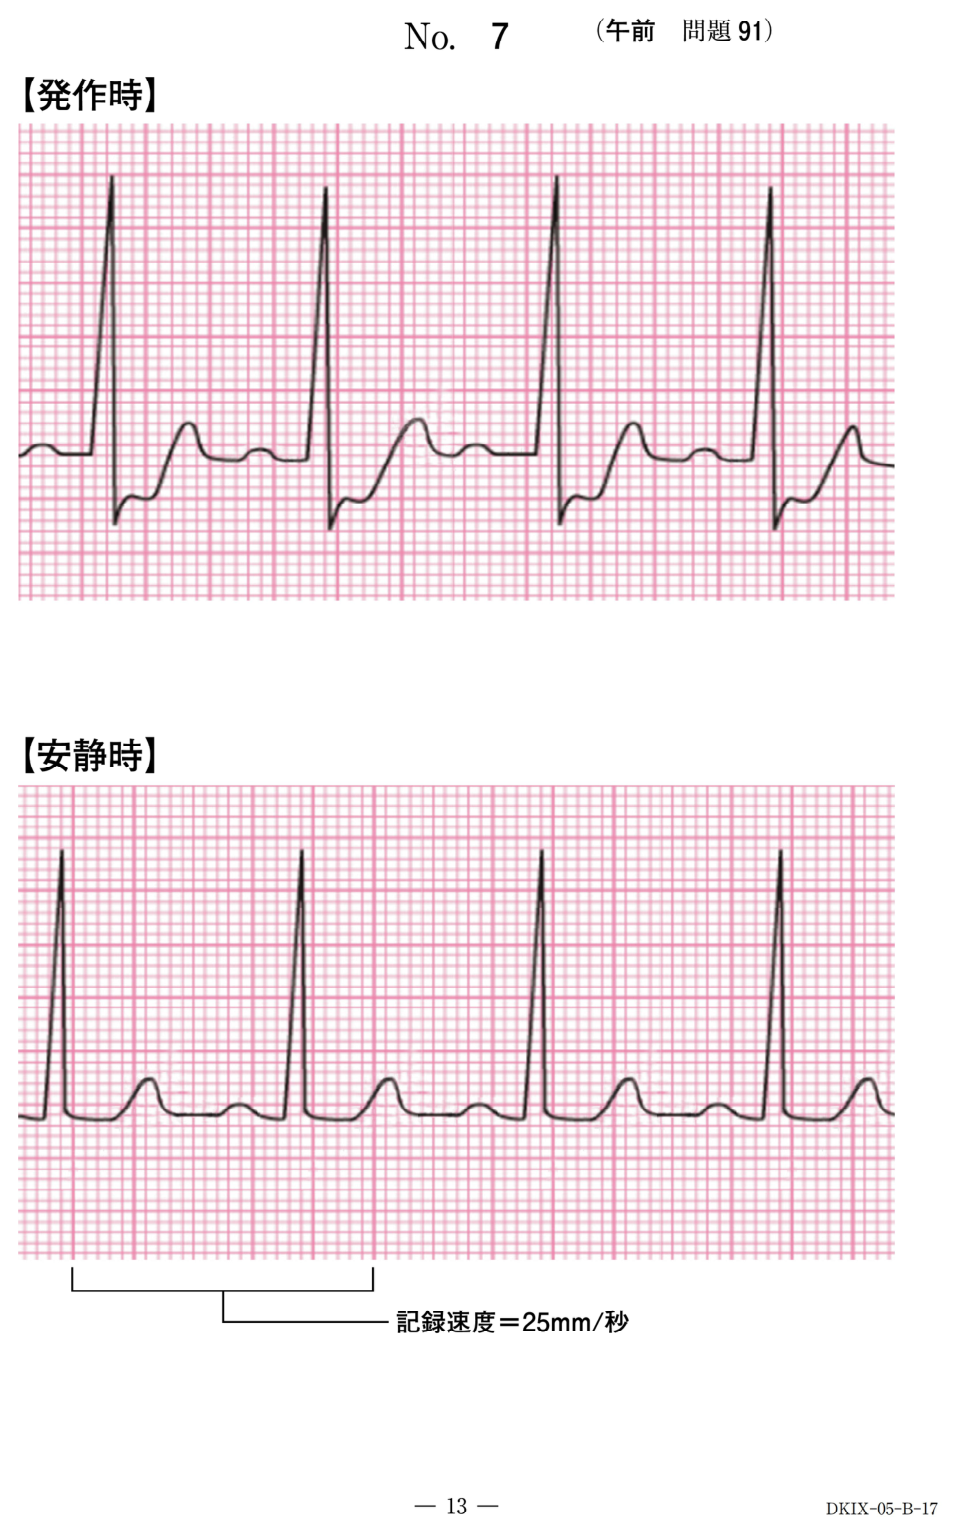 No. 7 （午前 問題 91）
【発作時】
【安静時】
記録速度＝25mm/秒
— 13 —
DKIX-05-B-17